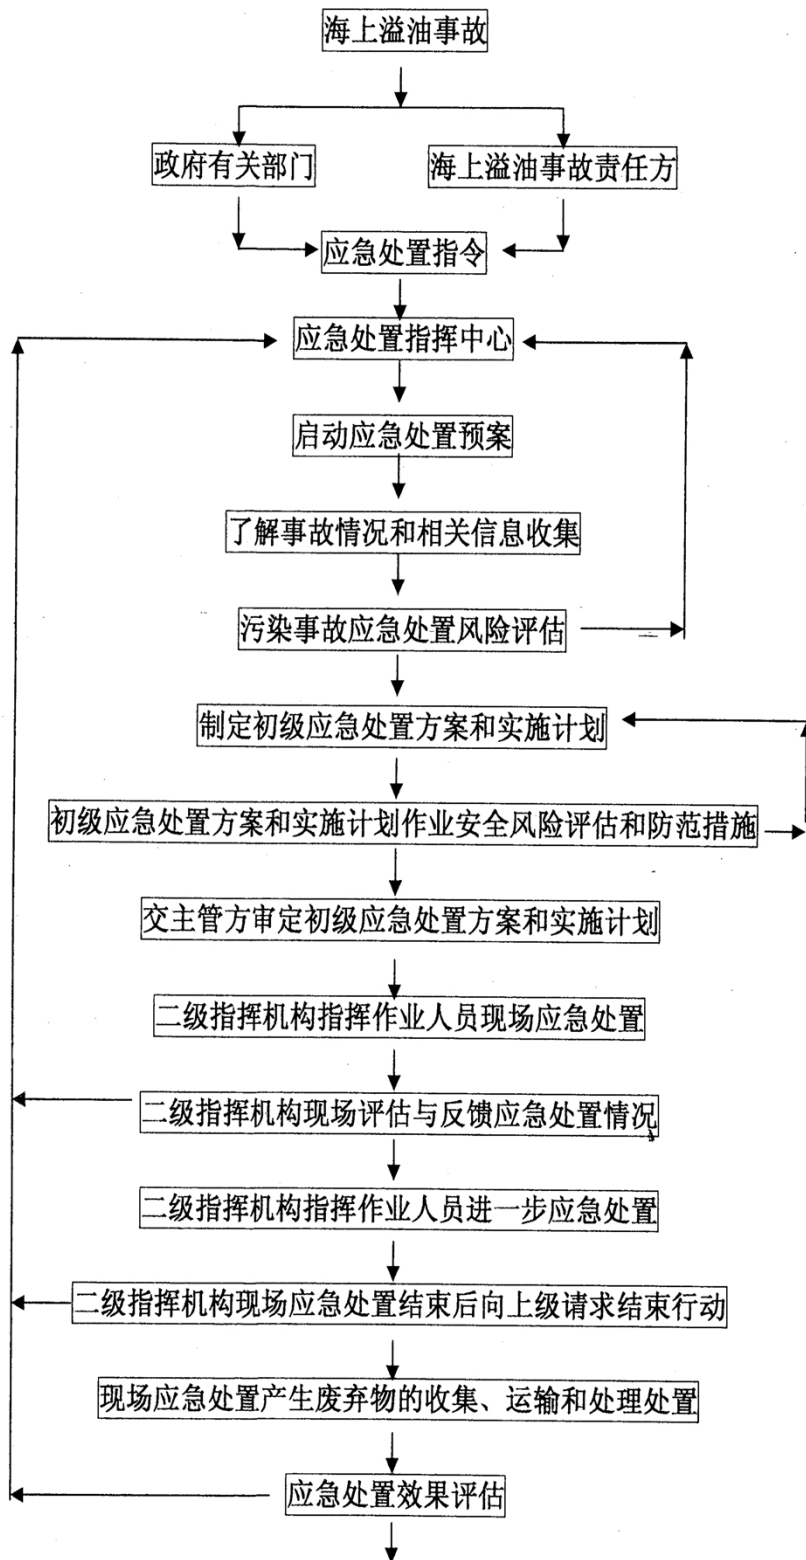 海上溢油事故
政府有关部门
海上溢油事故责任方
应急处置指令
应急处置指挥中心
启动应急处置预案
了解事故情况和相关信息收集
污染事故应急处置风险评估
制定初级应急处置方案和实施计划
初级应急处置方案和实施计划作业安全风险评估和防范措施
交主管方审定初级应急处置方案和实施计划
二级指挥机构指挥作业人员现场应急处置
二级指挥机构现场评估与反馈应急处置情况
二级指挥机构指挥作业人员进一步应急处置
二级指挥机构现场应急处置结束后向上级请求结束行动
现场应急处置产生废弃物的收集、运输和处理处置
应急处置效果评估